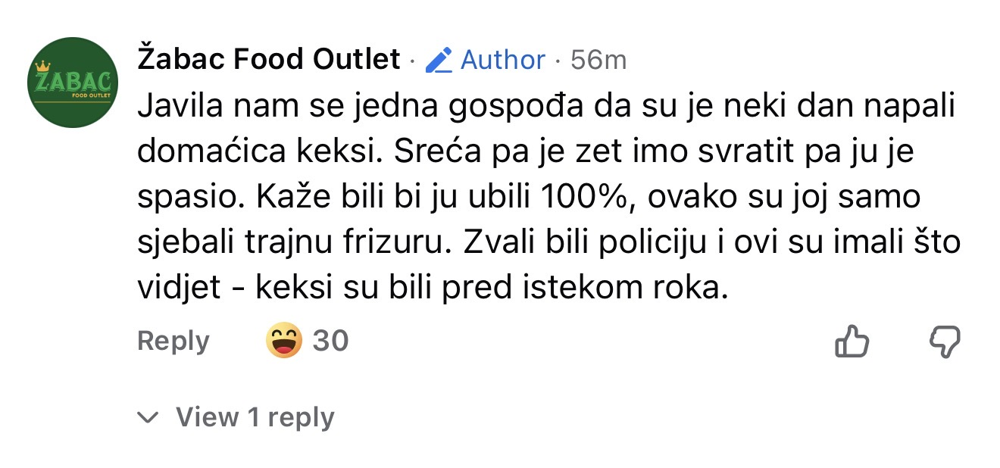 ŽABAC
FOOD OUTLET
Žabac Food Outlet · Author · 56m
Javila nam se jedna gospođa da su je neki dan napali
domaćica keksi. Sreća pa je zet imo svratit pa ju je
spasio. Kaže bili bi ju ubili 100%, ovako su joj samo
sjebali trajnu frizuru. Zvali bili policiju i ovi su imali što
vidjet - keksi su bili pred istekom roka.
Reply 30
View 1 reply